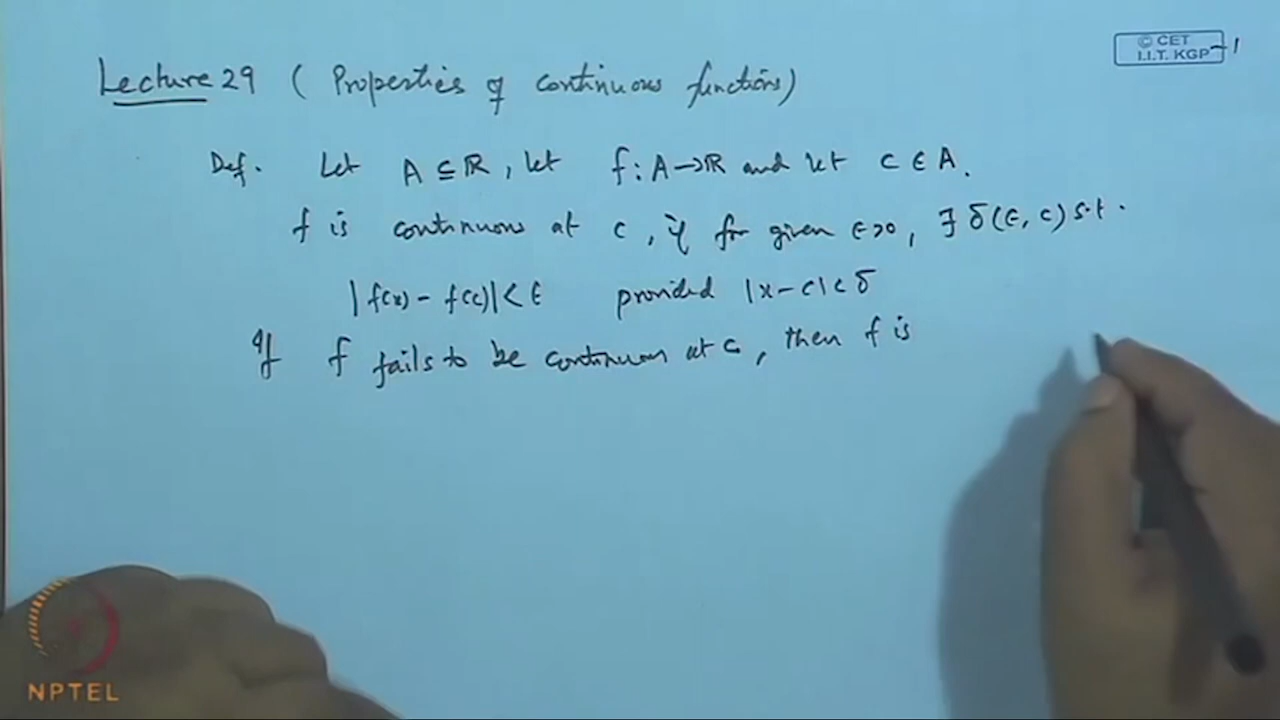 © CET
I.I.T. KGP -1
Lecture 29 ( Properties of continuous functions)
Def. Let A ⊆ ℝ, let f: A→ℝ and let c ∈ A.
f is continuous at c, if for given ε>0, ∃ δ(ε, c) s.t.
|f(x) - f(c)| < ε provided |x - c| < δ
If f fails to be continuous at c, then f is
NPTEL